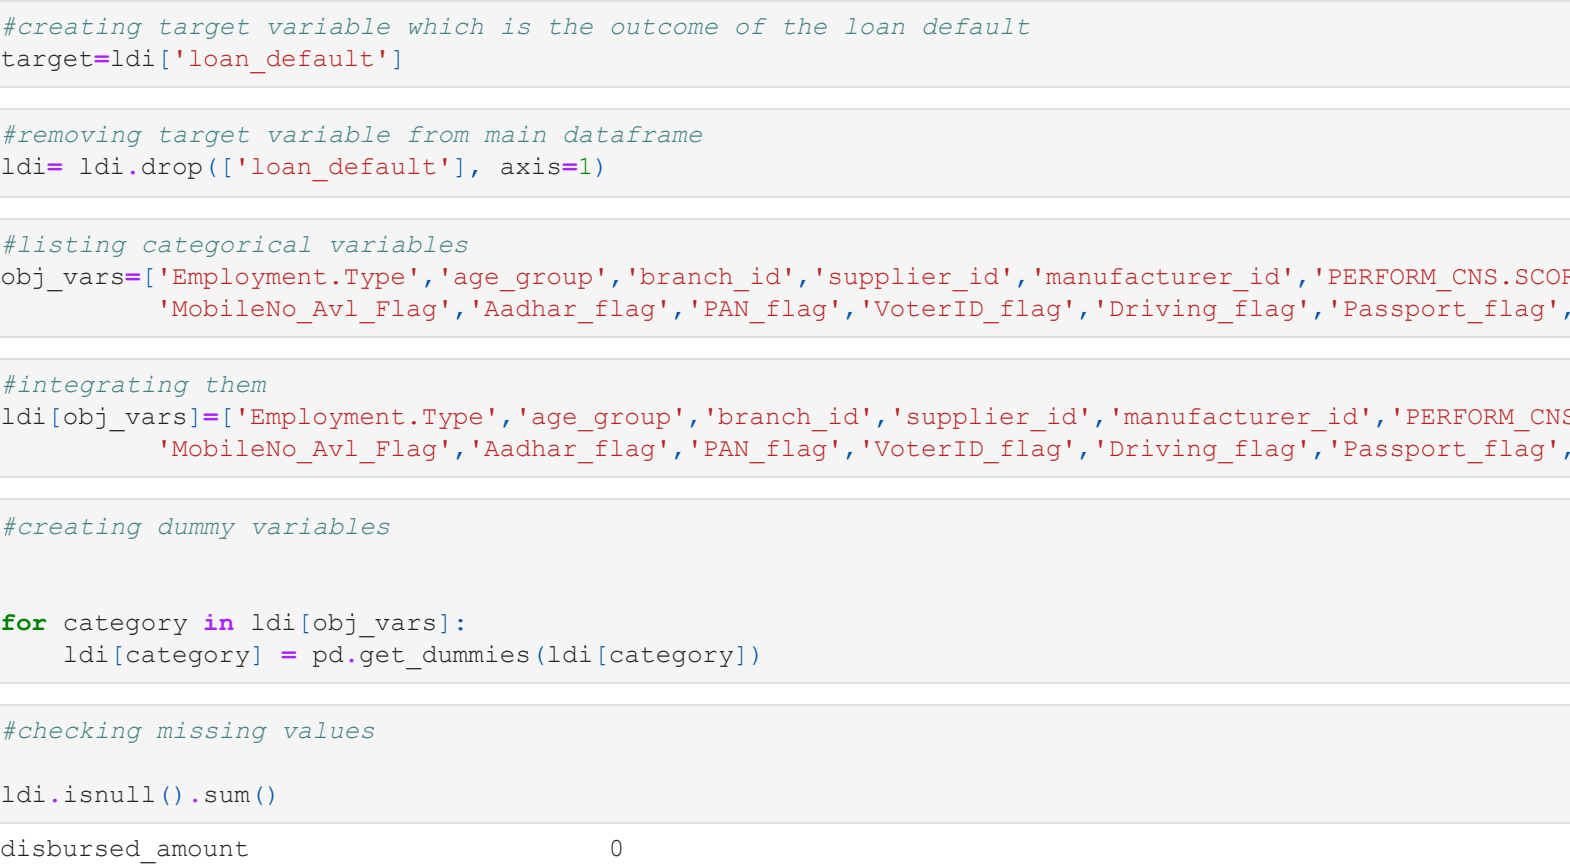 #creating target variable which is the outcome of the loan default
target=ldi['loan_default']
#removing target variable from main dataframe
ldi= ldi.drop(['loan_default'], axis=1)
#listing categorical variables
obj_vars=['Employment.Type','age_group','branch_id','supplier_id','manufacturer_id','PERFORM_CNS.SCOR
'MobileNo_Avl_Flag','Aadhar_flag','PAN_flag','VoterID_flag','Driving_flag','Passport_flag',
#integrating them
ldi[obj_vars]=['Employment.Type','age_group','branch_id','supplier_id','manufacturer_id','PERFORM_CNS
'MobileNo_Avl_Flag','Aadhar_flag','PAN_flag','VoterID_flag','Driving_flag','Passport_flag',
#creating dummy variables
for category in ldi[obj_vars]:
ldi[category] = pd.get_dummies(ldi[category])
#checking missing values
ldi.isnull().sum()
disbursed_amount 0